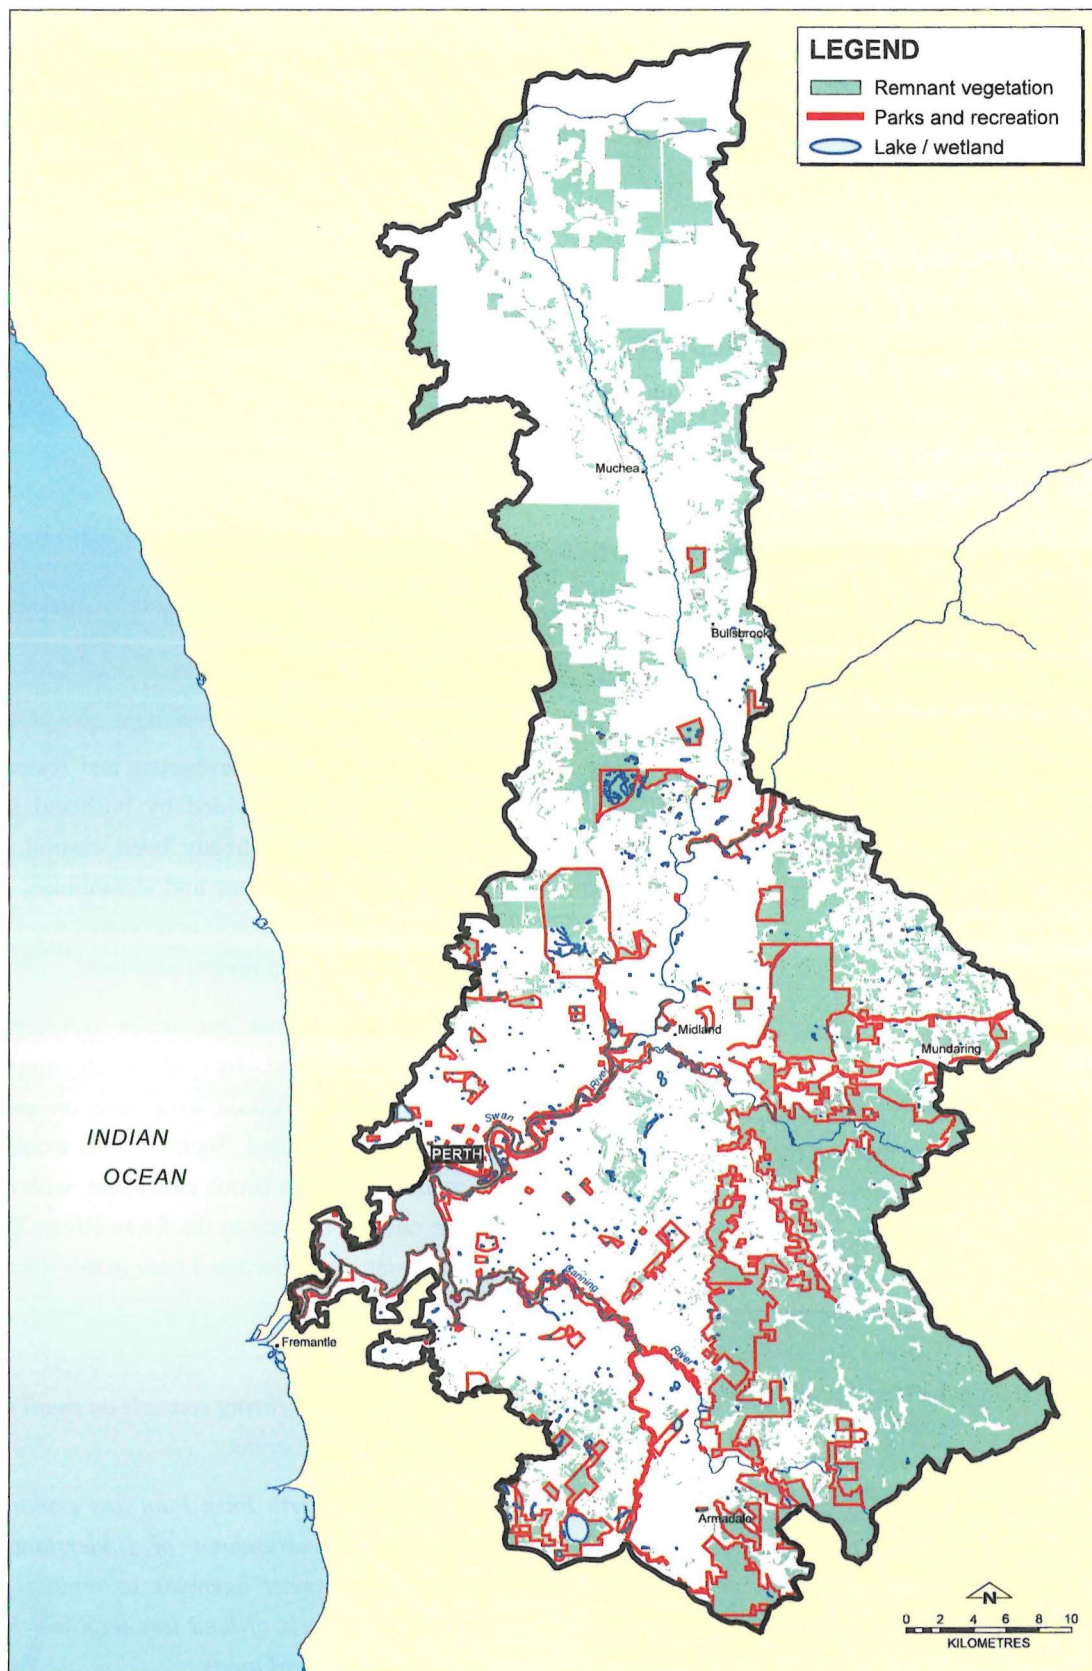 LEGEND
Remnant vegetation
Parks and recreation
Lake / wetland
Muchea
Bullsbrook
Midland
Mundaring
River
Swan
PERTH
INDIAN
OCEAN
Canning
River
Fremantle
Armadale
N
0 2 4 6 8 10
KILOMETRES